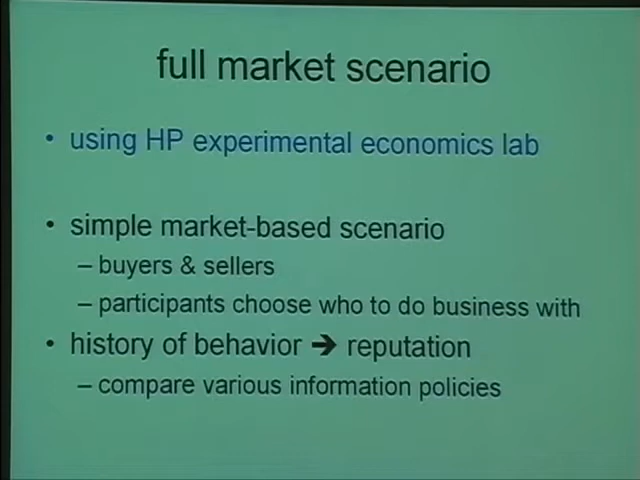 full market scenario
• using HP experimental economics lab
• simple market-based scenario
– buyers & sellers
– participants choose who to do business with
• history of behavior ➔ reputation
– compare various information policies